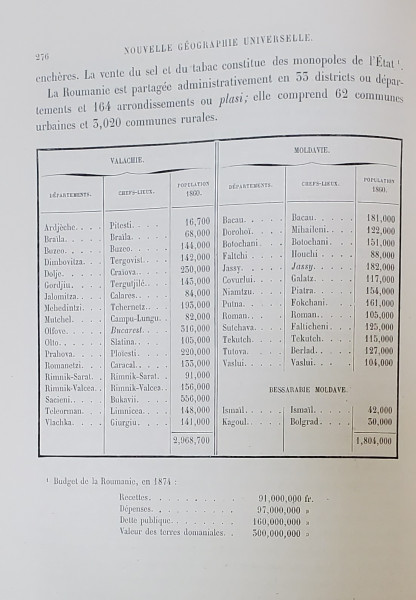 276
NOUVELLE GÉOGRAPHIE UNIVERSELLE.
enchères. La vente du sel et du tabac constitue des monopoles de l'État ¹.
La Roumanie est partagée administrativement en 33 districts ou dépar-
tements et 164 arrondissements ou plasi; elle comprend 62 communes
urbaines et 3,020 communes rurales.
VALACHIE.
DÉPARTEMENTS. CHEFS-LIEUX. POPULATION 1860.
Ardjèche. . . . Pitesti. . . . 16,700
Braïla. . . . Braïla. . . . 68,000
Buzeo. . . . Buzeo. . . . 144,000
Dimbovitza. . . Tergovist. . . 142,000
Dolje. . . . Craiova. . . . 250,000
Gordjiu. . . . Tergutjilé. . . 145,000
Jalomitza. . . Calares. . . . 84,000
Mehedintzi. . . Tchernetz. . . 195,000
Mutchel. . . . Campu-Lungu. . 82,000
Olfovc. . . . Bucarest. . . . 316,000
Olto. . . . Slatina. . . . 105,000
Prahova. . . . Ploïesti. . . . 220,000
Romanetzi. . . Caracal. . . . 135,000
Rimnik-Sarat. . Rimnik-Sarat. . 91,000
Rimnik-Valcea. . Rimnik-Valcea. . 156,000
Sacieni. . . . Bukavii. . . . 556,000
Teleorman. . . Limnicea. . . . 148,000
Vlachka. . . . Giurgiu. . . . 141,000
2,968,700
MOLDAVIE.
DÉPARTEMENTS. CHEFS-LIEUX. POPULATION 1860.
Bacau. . . . Bacau. . . . 181,000
Dorohoï. . . . Mihaileni. . . . 122,000
Botochani. . . Botochani. . . 151,000
Faltchi. . . . Houchi. . . . 88,000
Jassy. . . . Jassy. . . . 182,000
Covurlui. . . . Galatz. . . . 117,000
Niamtzu. . . . Piatra. . . . 154,000
Putna. . . . Fokchani. . . . 161,000
Roman. . . . Roman. . . . 105,000
Sutchava. . . . Falticheni. . . 125,000
Tekutch. . . . Tekutch. . . . 115,000
Tutova. . . . Berlad. . . . 127,000
Vaslui. . . . Vaslui. . . . 104,000
BESSARABIE MOLDAVE.
Ismaïl. . . . Ismaïl. . . . 42,000
Kagoul. . . . Bolgrad. . . . 30,000
1,804,000
¹ Budget de la Roumanie, en 1874 :
Recettes. . . . . . . . 91,000,000 fr.
Dépenses. . . . . . . . 97,000,000 »
Dette publique. . . . . . . 160,000,000 »
Valeur des terres domaniales. . 500,000,000 »